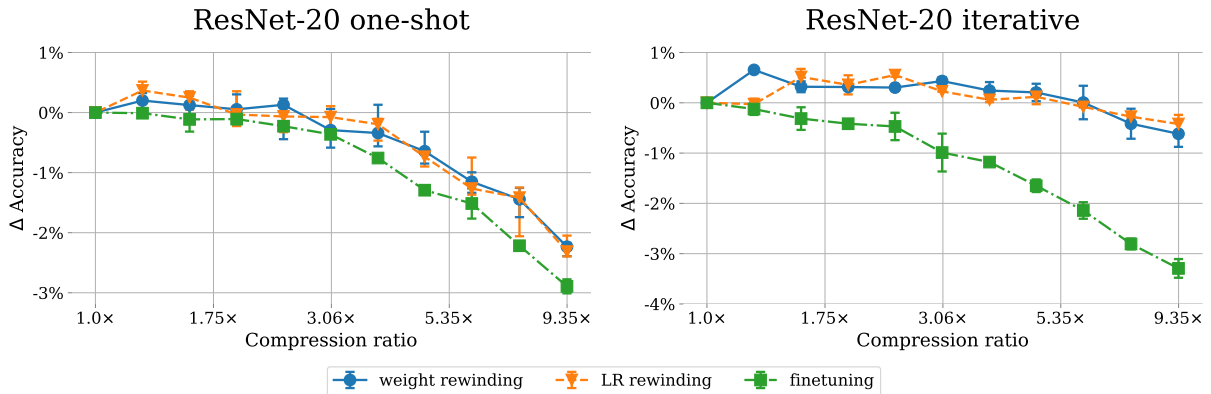 ResNet-20 one-shot
1%
0%
-1%
-2%
-3%
Δ Accuracy
1.0× 1.75× 3.06× 5.35× 9.35×
Compression ratio
ResNet-20 iterative
1%
0%
-1%
-2%
-3%
-4%
Δ Accuracy
1.0× 1.75× 3.06× 5.35× 9.35×
Compression ratio
weight rewinding LR rewinding finetuning